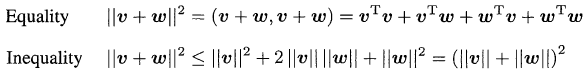 Equality ||v + w||² = (v + w, v + w) = vᵀv + vᵀw + wᵀv + wᵀw
Inequality ||v + w||² ≤ ||v||² + 2 ||v|| ||w|| + ||w||² = (||v|| + ||w||)²